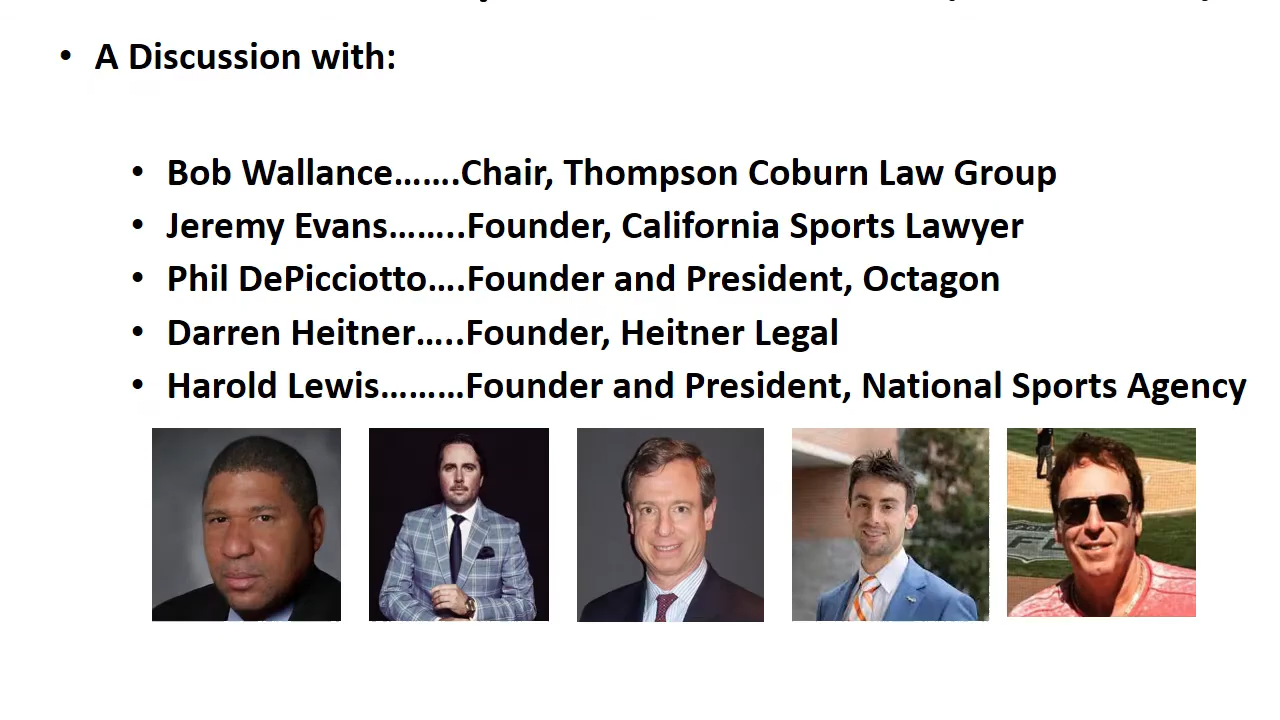 • A Discussion with:
• Bob Wallance…….Chair, Thompson Coburn Law Group
• Jeremy Evans……..Founder, California Sports Lawyer
• Phil DePicciotto….Founder and President, Octagon
• Darren Heitner…..Founder, Heitner Legal
• Harold Lewis………Founder and President, National Sports Agency